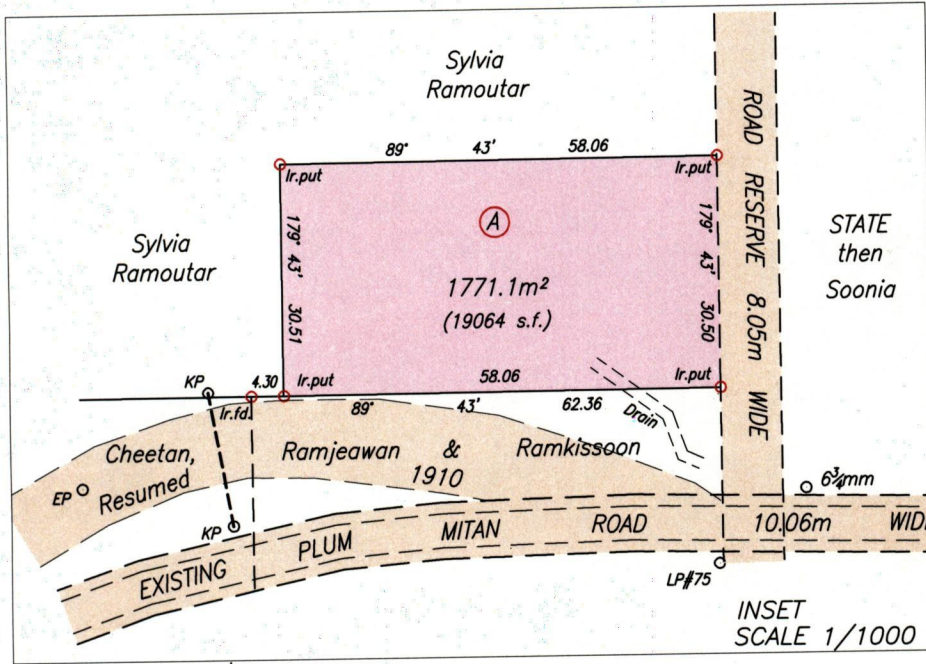 Sylvia
Ramoutar
89° 43' 58.06
Ir.put
Ir.put
A
179° 43' 30.51
179° 43' 30.50
1771.1m²
(19064 s.f.)
Sylvia
Ramoutar
ROAD RESERVE 8.05m WIDE
STATE
then
Soonia
KP
4.30
Ir.put
58.06
Ir.put
Ir.fd.
89° 43' 62.36
Drain
Cheetan,
Resumed
Ramjeawan & Ramkissoon
1910
EP
KP
6¾mm
EXISTING PLUM MITAN ROAD 10.06m WID
LP#75
INSET
SCALE 1/1000